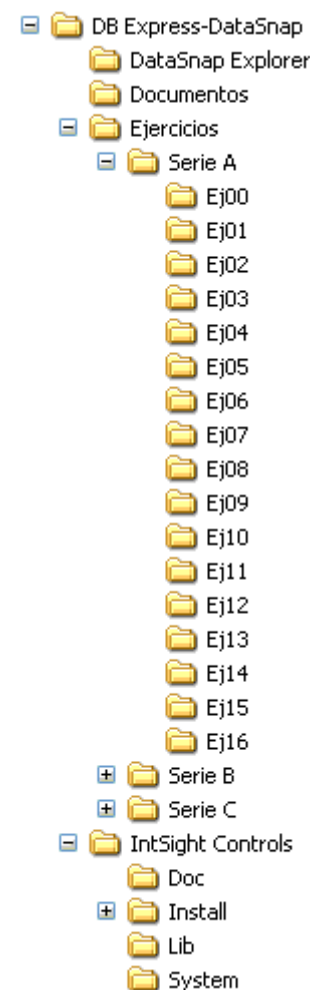 DB Express-DataSnap
DataSnap Explorer
Documentos
Ejercicios
Serie A
Ej00
Ej01
Ej02
Ej03
Ej04
Ej05
Ej06
Ej07
Ej08
Ej09
Ej10
Ej11
Ej12
Ej13
Ej14
Ej15
Ej16
Serie B
Serie C
IntSight Controls
Doc
Install
Lib
System